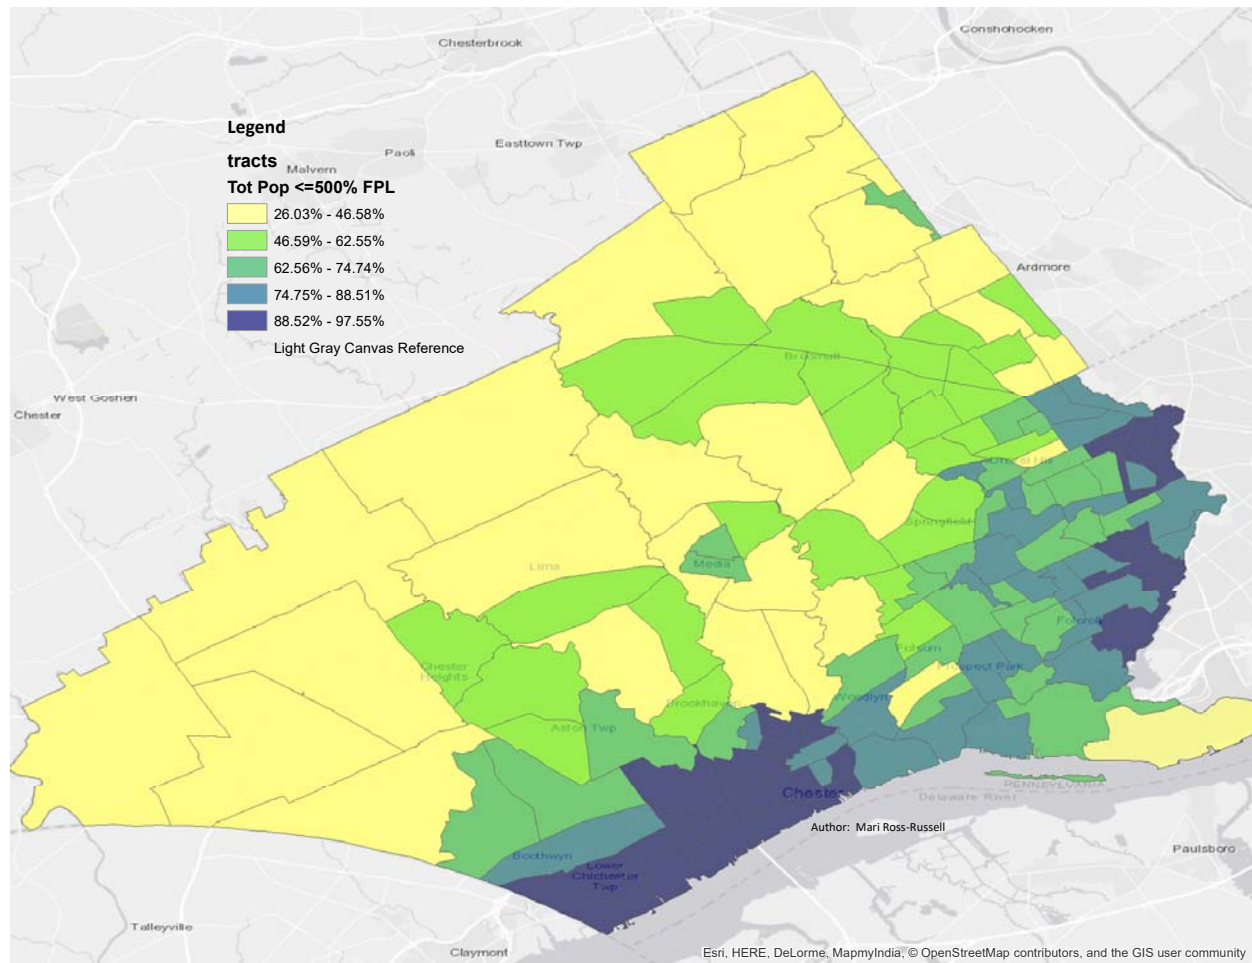 Conshohocken
Chesterbrook
Legend
tracts
Tot Pop <=500% FPL
26.03% - 46.58%
46.59% - 62.55%
62.56% - 74.74%
74.75% - 88.51%
88.52% - 97.55%
Light Gray Canvas Reference
Paoli
Easttown Twp
Malvern
Ardmore
Broomall
West Goshen
Chester
Drexel Hill
Springfield
Media
Lima
Folcroft
Folsom
Chester
Heights
Prospect Park
Woodlyn
Brookhaven
Aston Twp
Chester
PENNSYLVANIA
Delaware River
Author: Mari Ross-Russell
Boothwyn
Lower
Chichester
Twp
Paulsboro
Talleyville
Claymont
Esri, HERE, DeLorme, MapmyIndia, © OpenStreetMap contributors, and the GIS user community